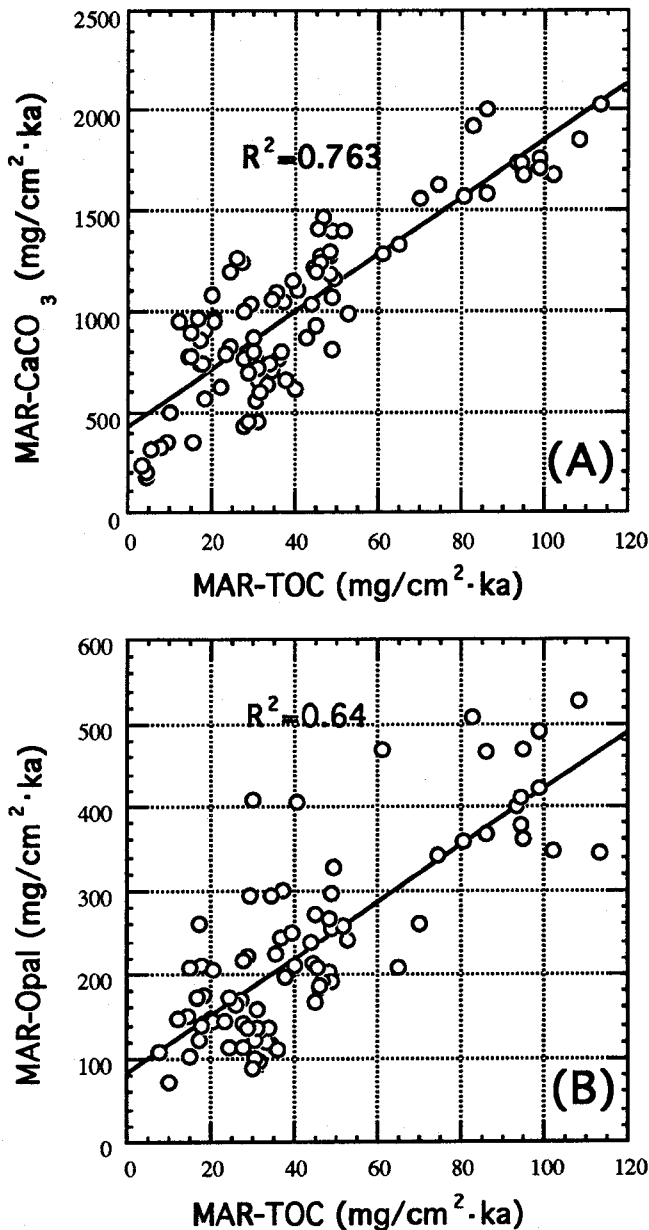 2500
2000
1500
1000
500
0
MAR-CaCO₃ (mg/cm²·ka)
R²=0.763
(A)
0 20 40 60 80 100 120
MAR-TOC (mg/cm²·ka)
600
500
400
300
200
100
0
MAR-Opal (mg/cm²·ka)
R²=0.64
(B)
0 20 40 60 80 100 120
MAR-TOC (mg/cm²·ka)